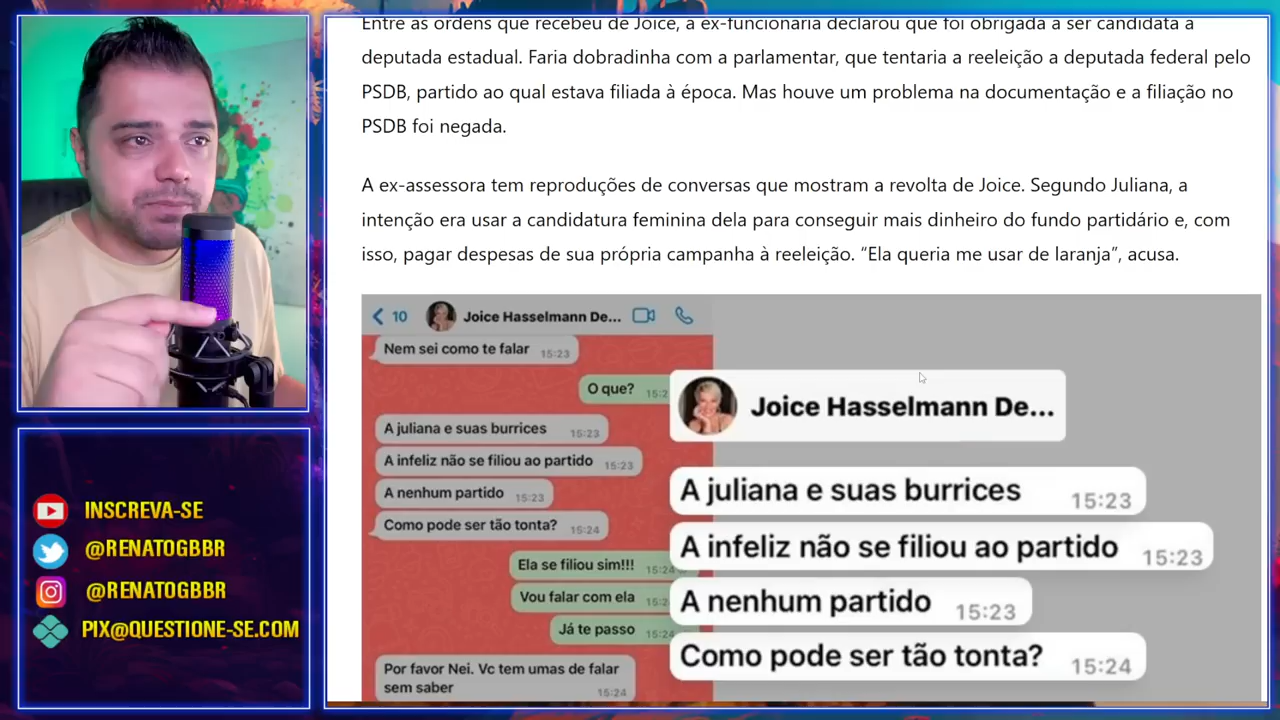 Entre as ordens que recebeu de Joice, a ex-funcionária declarou que foi obrigada a ser candidata a
deputada estadual. Faria dobradinha com a parlamentar, que tentaria a reeleição a deputada federal pelo
PSDB, partido ao qual estava filiada à época. Mas houve um problema na documentação e a filiação no
PSDB foi negada.
A ex-assessora tem reproduções de conversas que mostram a revolta de Joice. Segundo Juliana, a
intenção era usar a candidatura feminina dela para conseguir mais dinheiro do fundo partidário e, com
isso, pagar despesas de sua própria campanha à reeleição. “Ela queria me usar de laranja”, acusa.
10 Joice Hasselmann De...
Nem sei como te falar 15:23
O que? 15:2
A juliana e suas burrices 15:23
A infeliz não se filiou ao partido 15:23
A nenhum partido 15:23
Como pode ser tão tonta? 15:24
Ela se filiou sim!!! 15:24
Vou falar com ela 15:2
Já te passo 15:24
Por favor Nei. Vc tem umas de falar
sem saber 15:24
Joice Hasselmann De...
A juliana e suas burrices 15:23
A infeliz não se filiou ao partido 15:23
A nenhum partido 15:23
Como pode ser tão tonta? 15:24
INSCREVA-SE
@RENATOGBBR
@RENATOGBBR
PIX@QUESTIONE-SE.COM